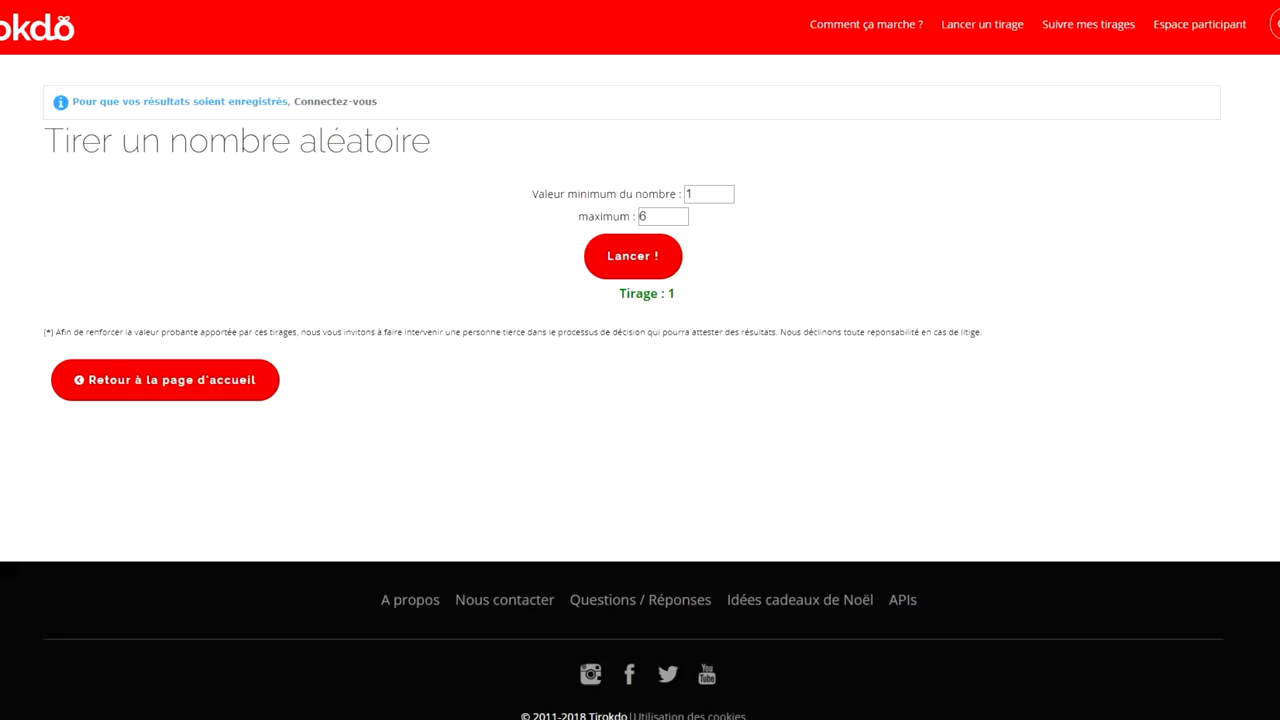 okdo
Comment ça marche ? Lancer un tirage Suivre mes tirages Espace participant
Pour que vos résultats soient enregistrés, Connectez-vous
Tirer un nombre aléatoire
Valeur minimum du nombre : 1
maximum : 6
Lancer !
Tirage : 1
(*) Afin de renforcer la valeur probante apportée par ces tirages, nous vous invitons à faire intervenir une personne tierce dans le processus de décision qui pourra attester des résultats. Nous déclinons toute reponsabilité en cas de litige.
Retour à la page d'accueil
A propos Nous contacter Questions / Réponses Idées cadeaux de Noël APIs
You Tube
© 2011-2018 Tirokdo | Utilisation des cookies